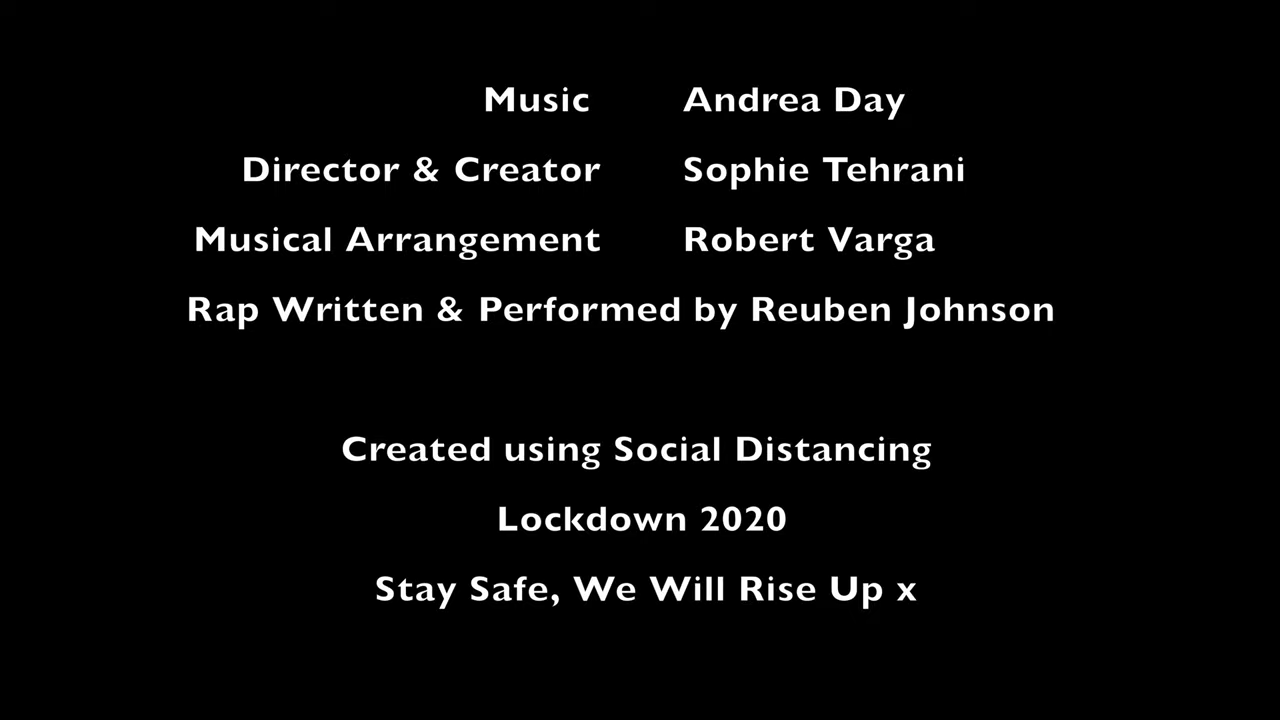 Music Andrea Day
Director & Creator Sophie Tehrani
Musical Arrangement Robert Varga
Rap Written & Performed by Reuben Johnson
Created using Social Distancing
Lockdown 2020
Stay Safe, We Will Rise Up x